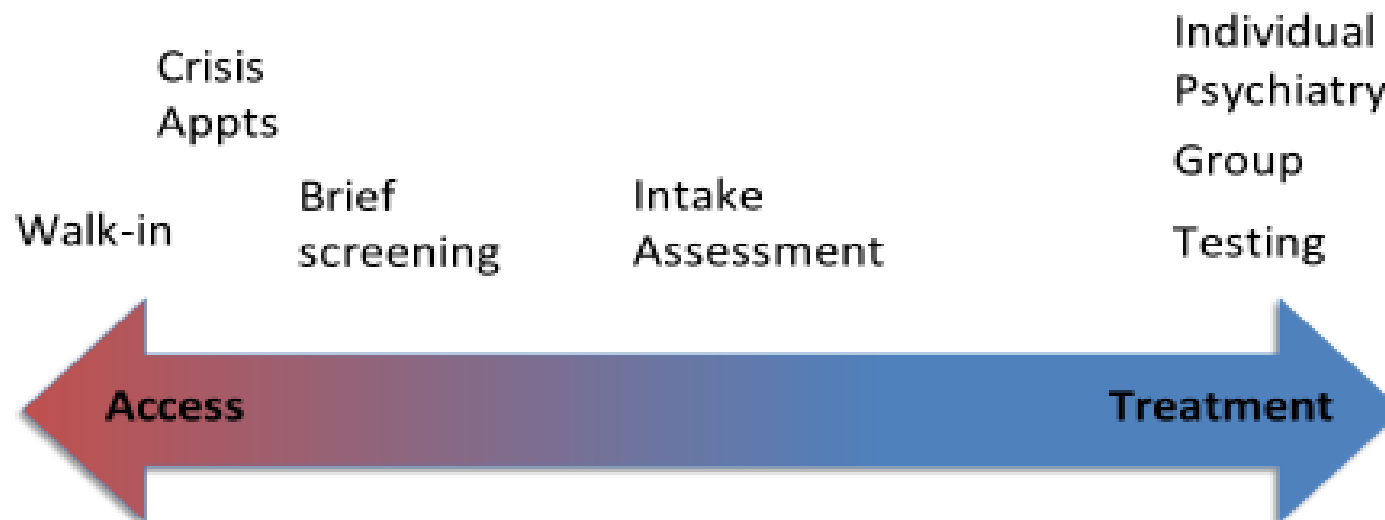 Walk-in
Crisis
Appts
Brief
screening
Intake
Assessment
Individual
Psychiatry
Group
Testing
Access
Treatment